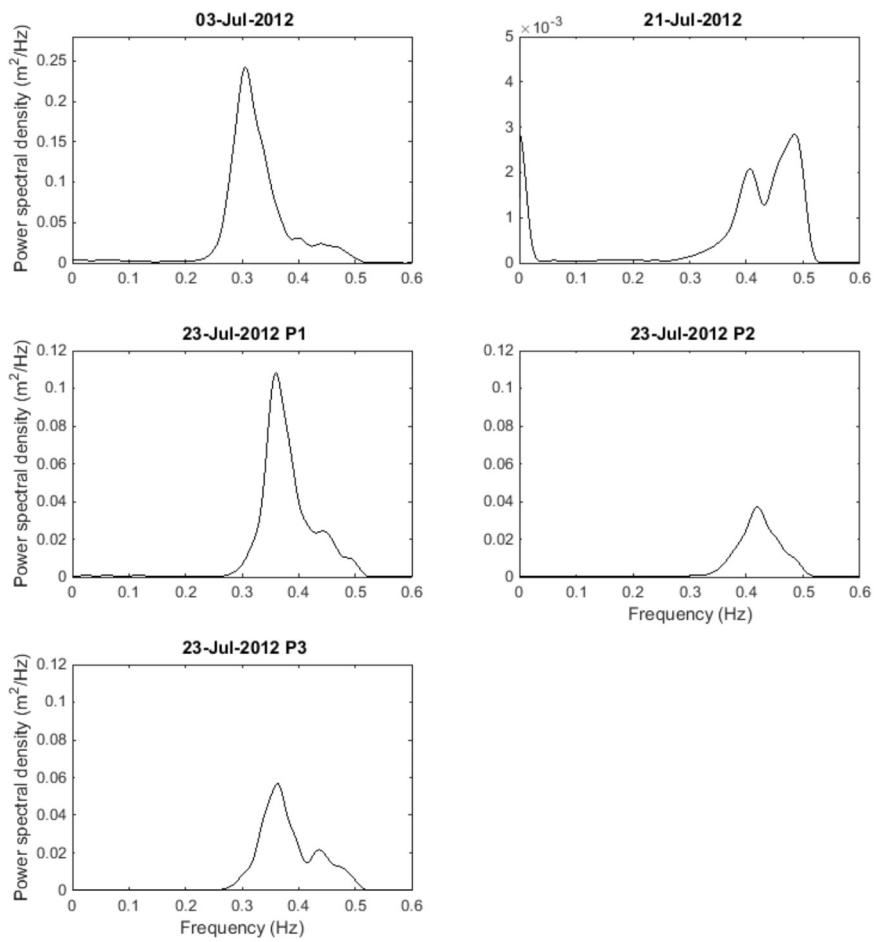 03-Jul-2012
Power spectral density (m²/Hz)
0.25
0.2
0.15
0.1
0.05
0
0 0.1 0.2 0.3 0.4 0.5 0.6
21-Jul-2012
×10⁻³
5
4
3
2
1
0
0 0.1 0.2 0.3 0.4 0.5 0.6
23-Jul-2012 P1
Power spectral density (m²/Hz)
0.12
0.1
0.08
0.06
0.04
0.02
0
0 0.1 0.2 0.3 0.4 0.5 0.6
23-Jul-2012 P2
0.12
0.1
0.08
0.06
0.04
0.02
0
0 0.1 0.2 0.3 0.4 0.5 0.6
Frequency (Hz)
23-Jul-2012 P3
Power spectral density (m²/Hz)
0.12
0.1
0.08
0.06
0.04
0.02
0
0 0.1 0.2 0.3 0.4 0.5 0.6
Frequency (Hz)